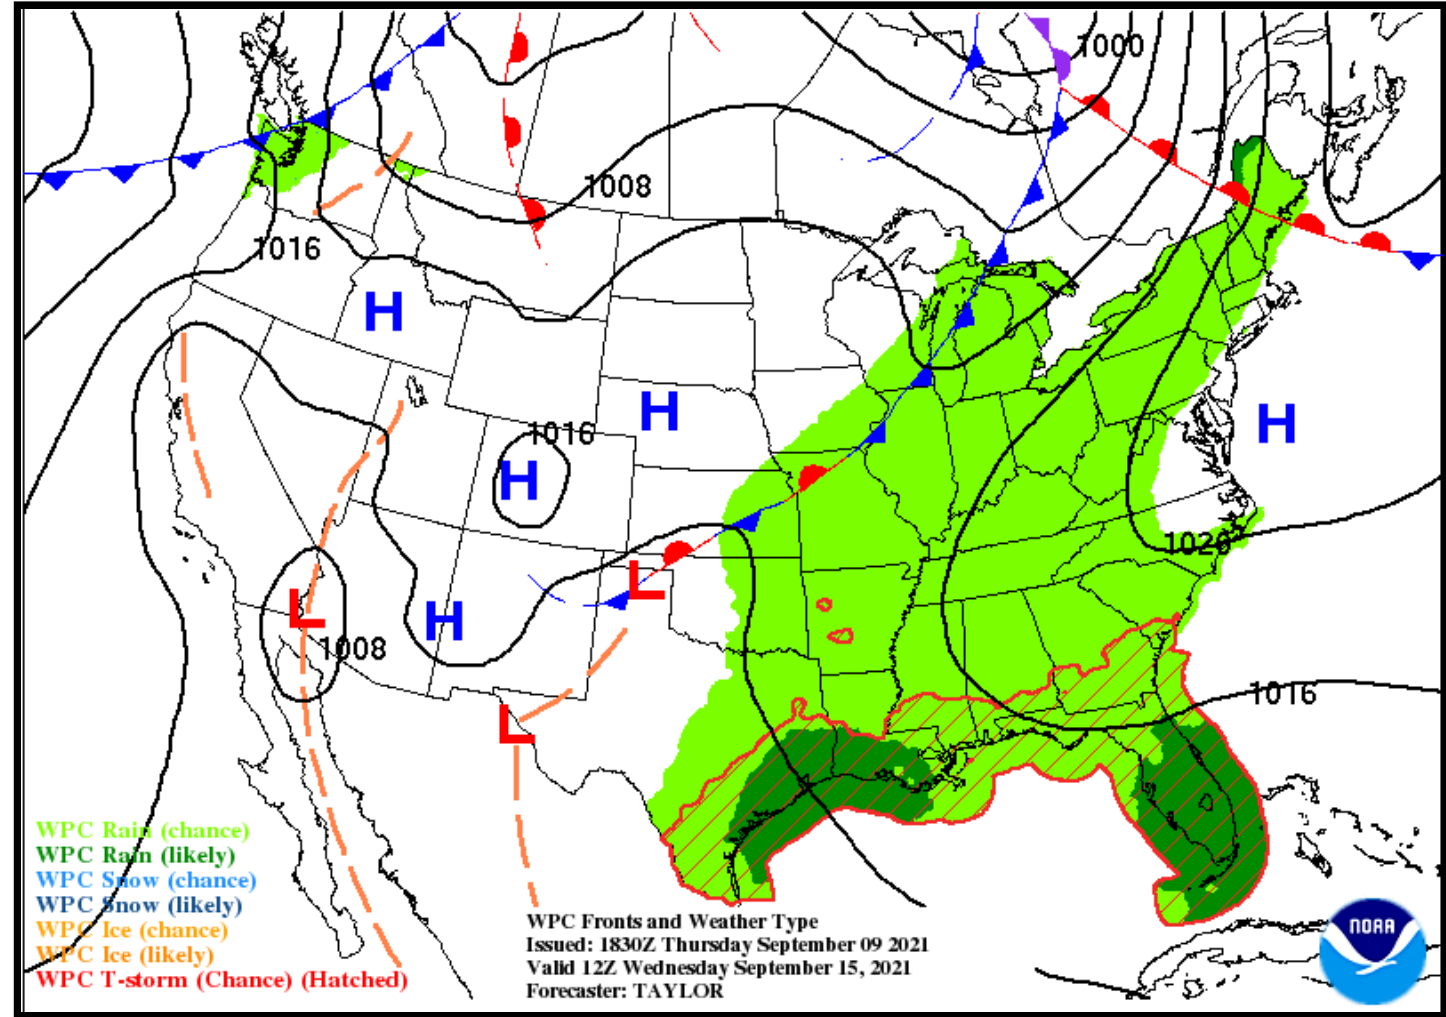 1000
1008
1016
H
H
1016
H
H
1020
L
L
H
1008
1016
L
WPC Rain (chance)
WPC Rain (likely)
WPC Snow (chance)
WPC Snow (likely)
WPC Ice (chance)
WPC Ice (likely)
WPC T-storm (Chance) (Hatched)
WPC Fronts and Weather Type
Issued: 1830Z Thursday September 09 2021
Valid 12Z Wednesday September 15, 2021
Forecaster: TAYLOR
NOAA